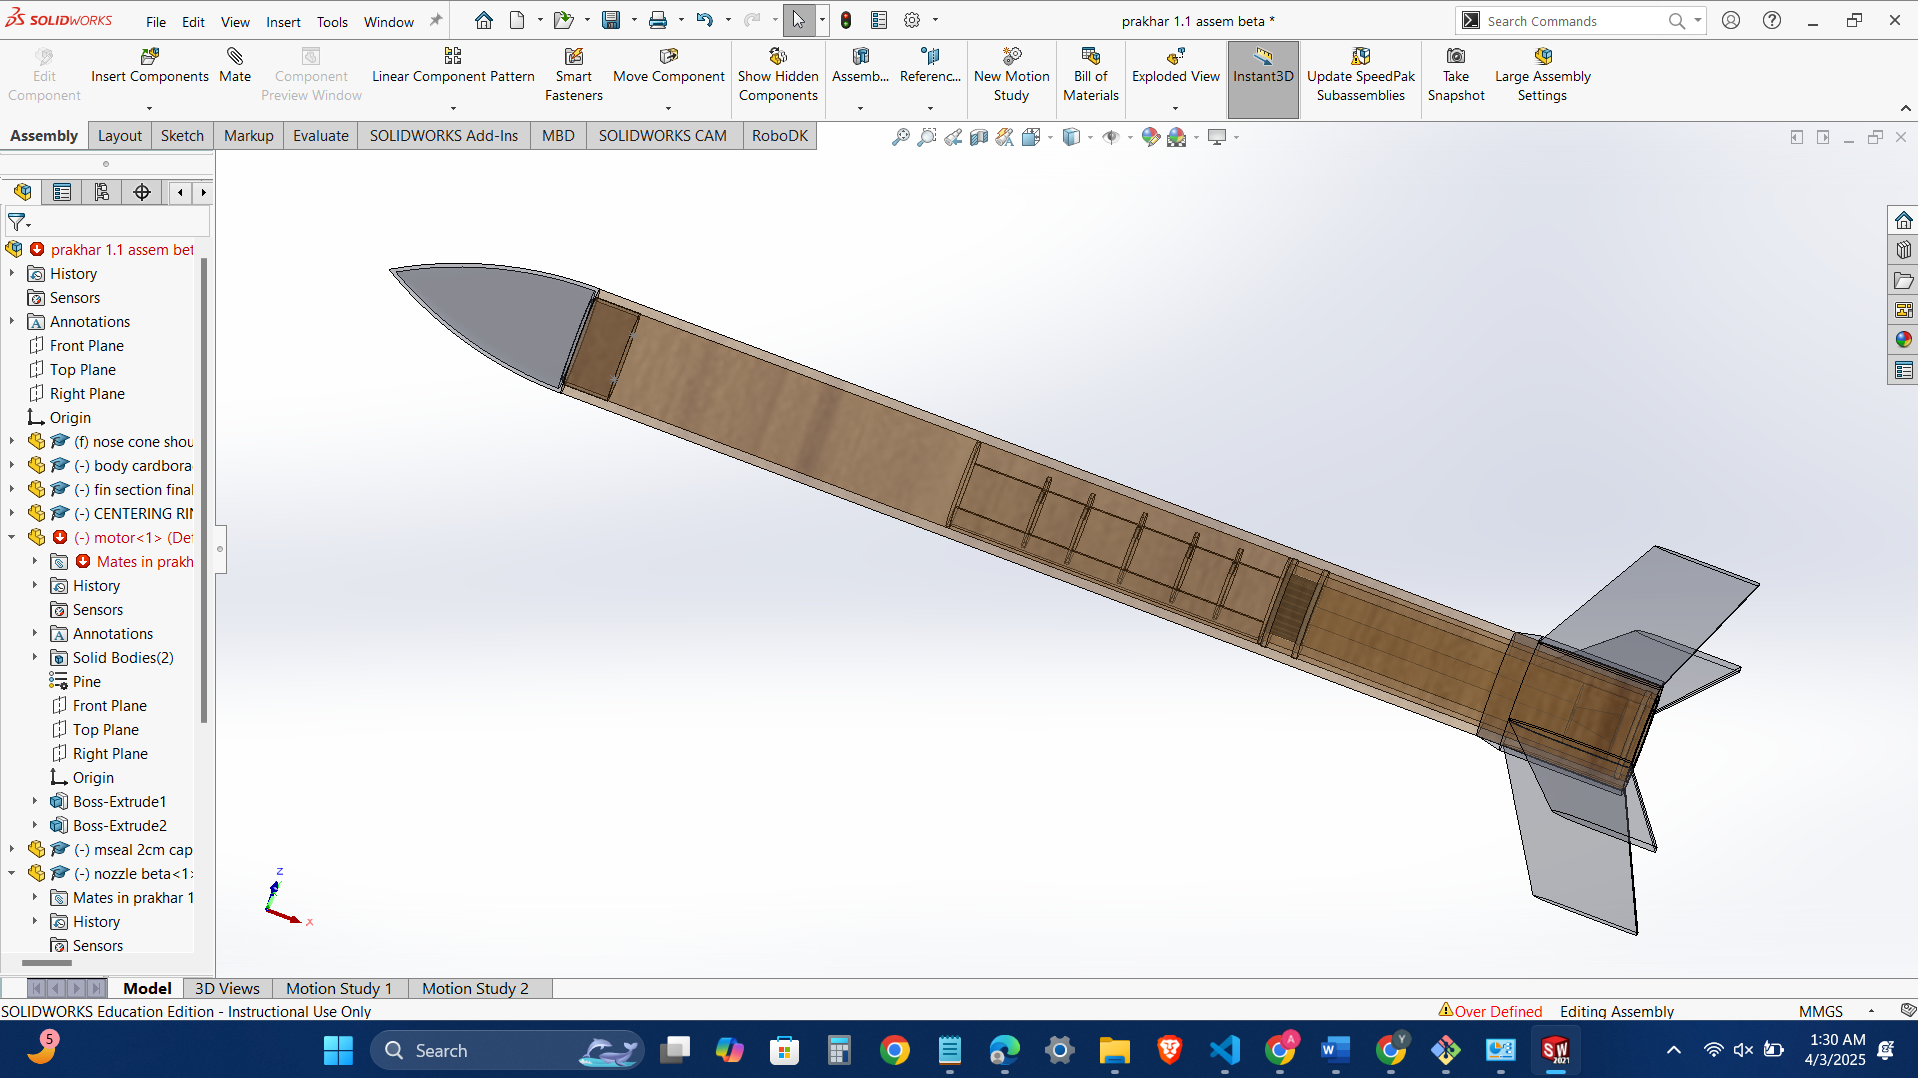 SOLIDWORKS File Edit View Insert Tools Window prakhar 1.1 assem beta * Search Commands
Edit Component
Insert Components
Mate
Component Preview Window
Linear Component Pattern
Smart Fasteners
Move Component
Show Hidden Components
Assemb...
Referenc...
New Motion Study
Bill of Materials
Exploded View
Instant3D
Update SpeedPak Subassemblies
Take Snapshot
Large Assembly Settings
Assembly Layout Sketch Markup Evaluate SOLIDWORKS Add-Ins MBD SOLIDWORKS CAM RoboDK
prakhar 1.1 assem bet
History
Sensors
Annotations
Front Plane
Top Plane
Right Plane
Origin
(f) nose cone shou
(-) body cardbora
(-) fin section final
(-) CENTERING RIN
(-) motor<1> (Def
Mates in prakh
History
Sensors
Annotations
Solid Bodies(2)
Pine
Front Plane
Top Plane
Right Plane
Origin
Boss-Extrude1
Boss-Extrude2
(-) mseal 2cm cap
(-) nozzle beta<1>
Mates in prakhar 1
History
Sensors
z
x
Model 3D Views Motion Study 1 Motion Study 2
SOLIDWORKS Education Edition - Instructional Use Only Over Defined Editing Assembly MMGS
5
Search
A
Y
SW
2021
1:30 AM
4/3/2025